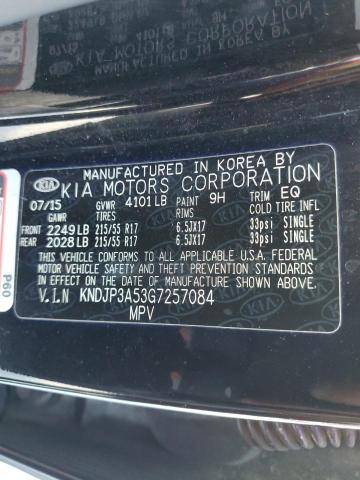 MANUFACTURED IN KOREA BY
KIA KIA MOTORS CORPORATION
07/15 GVWR 4101LB PAINT 9H TRIM EQ
GAWR TIRES RIMS COLD TIRE INFL
FRONT 2249LB 215/55 R17 6.5JX17 33psi SINGLE
REAR 2028LB 215/55 R17 6.5JX17 33psi SINGLE
THIS VEHICLE CONFORMS TO ALL APPLICABLE U.S.A. FEDERAL
MOTOR VEHICLE SAFETY AND THEFT PREVENTION STANDARDS
IN EFFECT ON THE DATE OF MANUFACTURE SHOWN ABOVE.
V.I.N KNDJP3A53G7257084
MPV
P60